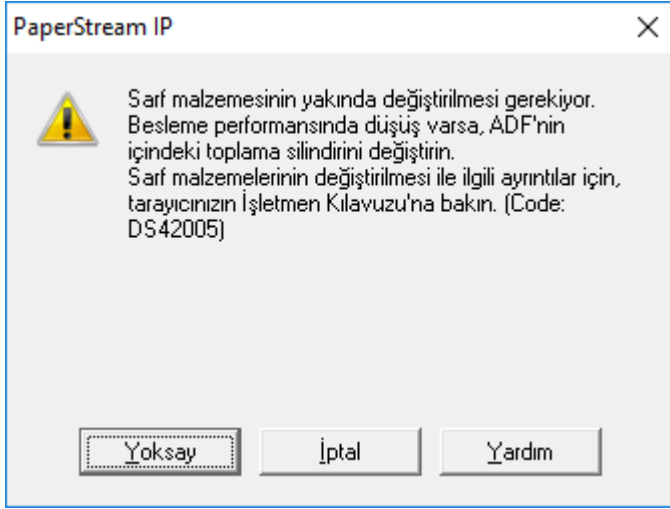 PaperStream IP
Sarf malzemesinin yakında değiştirilmesi gerekiyor.
Besleme performansında düşüş varsa, ADF'nin
içindeki toplama silindirini değiştirin.
Sarf malzemelerinin değiştirilmesi ile ilgili ayrıntılar için,
tarayıcınızın İşletmen Kılavuzu'na bakın. (Code:
DS42005)
Yoksay
İptal
Yardım